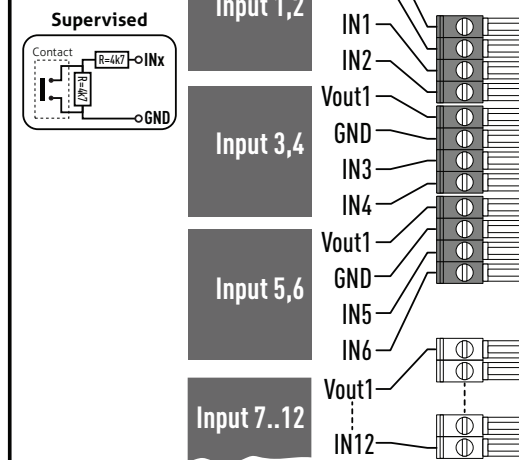 Supervised
Contact
R=4k7
INx
R=4k7
GND
Input 1,2
IN1
IN2
Input 3,4
Vout1
GND
IN3
IN4
Input 5,6
Vout1
GND
IN5
IN6
Input 7..12
Vout1
IN12